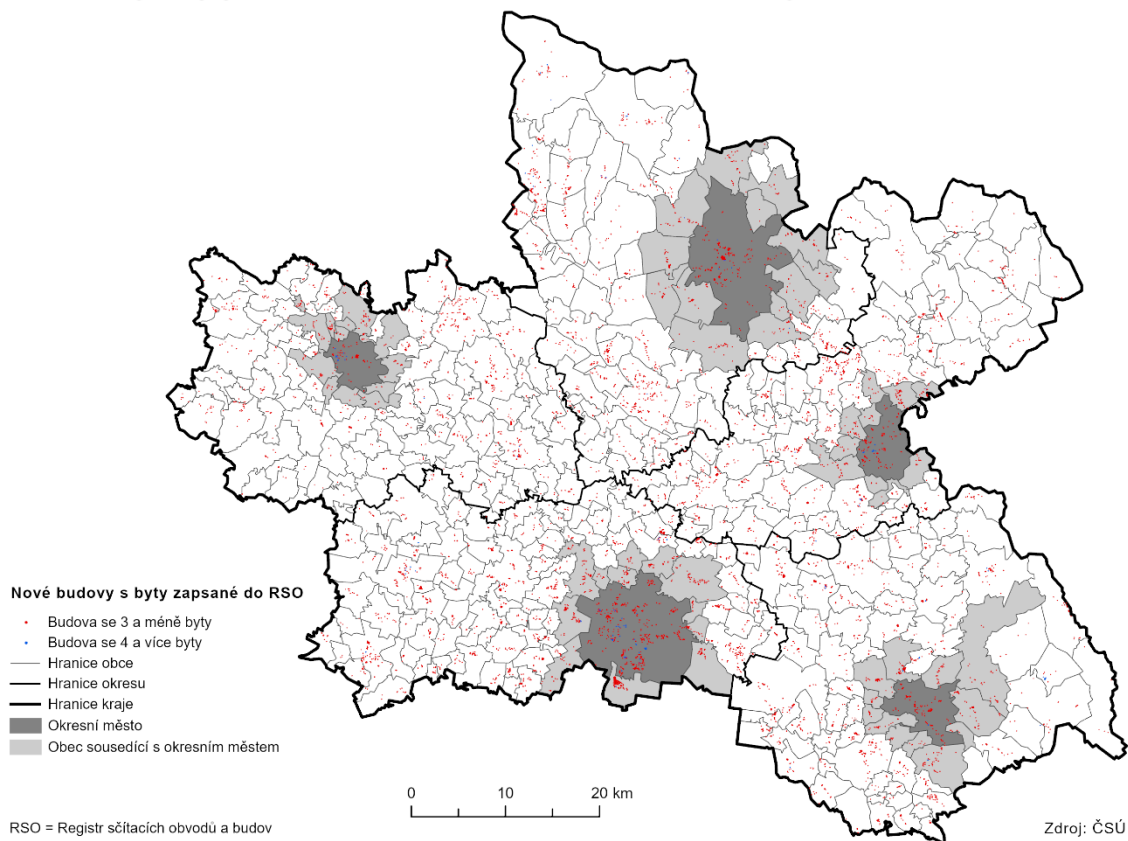 Nové budovy s byty zapsané do RSO
Budova se 3 a méně byty
Budova se 4 a více byty
Hranice obce
Hranice okresu
Hranice kraje
Okresní město
Obec sousedící s okresním městem
0 10 20 km
RSO = Registr sčítacích obvodů a budov
Zdroj: ČSÚ